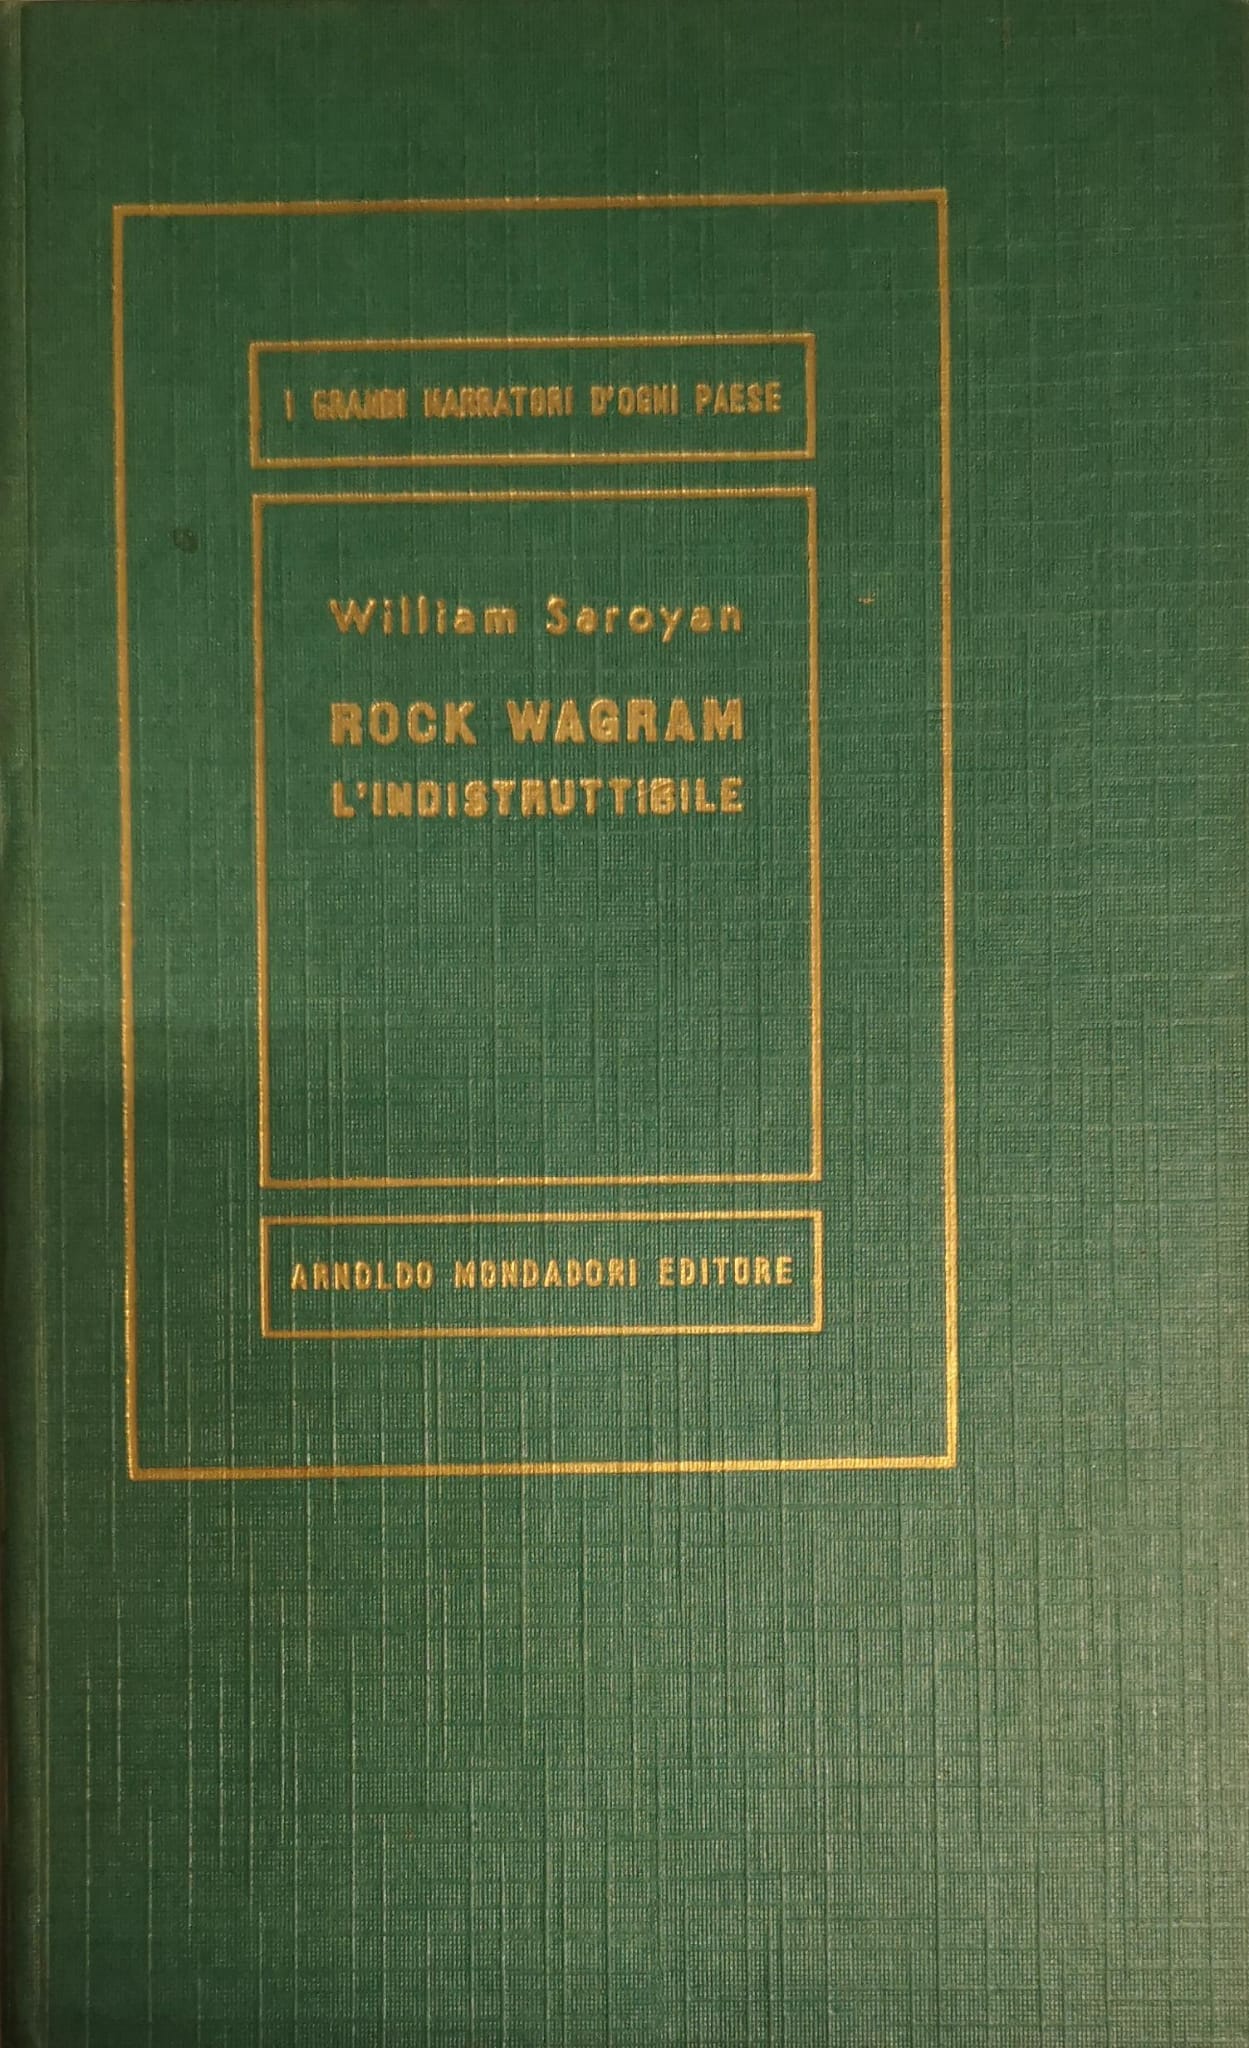 I GRANDI NARRATORI D'OGNI PAESE
William Saroyan
ROCK WAGRAM
L'INDISTRUTTIBILE
ARNOLDO MONDADORI EDITORE